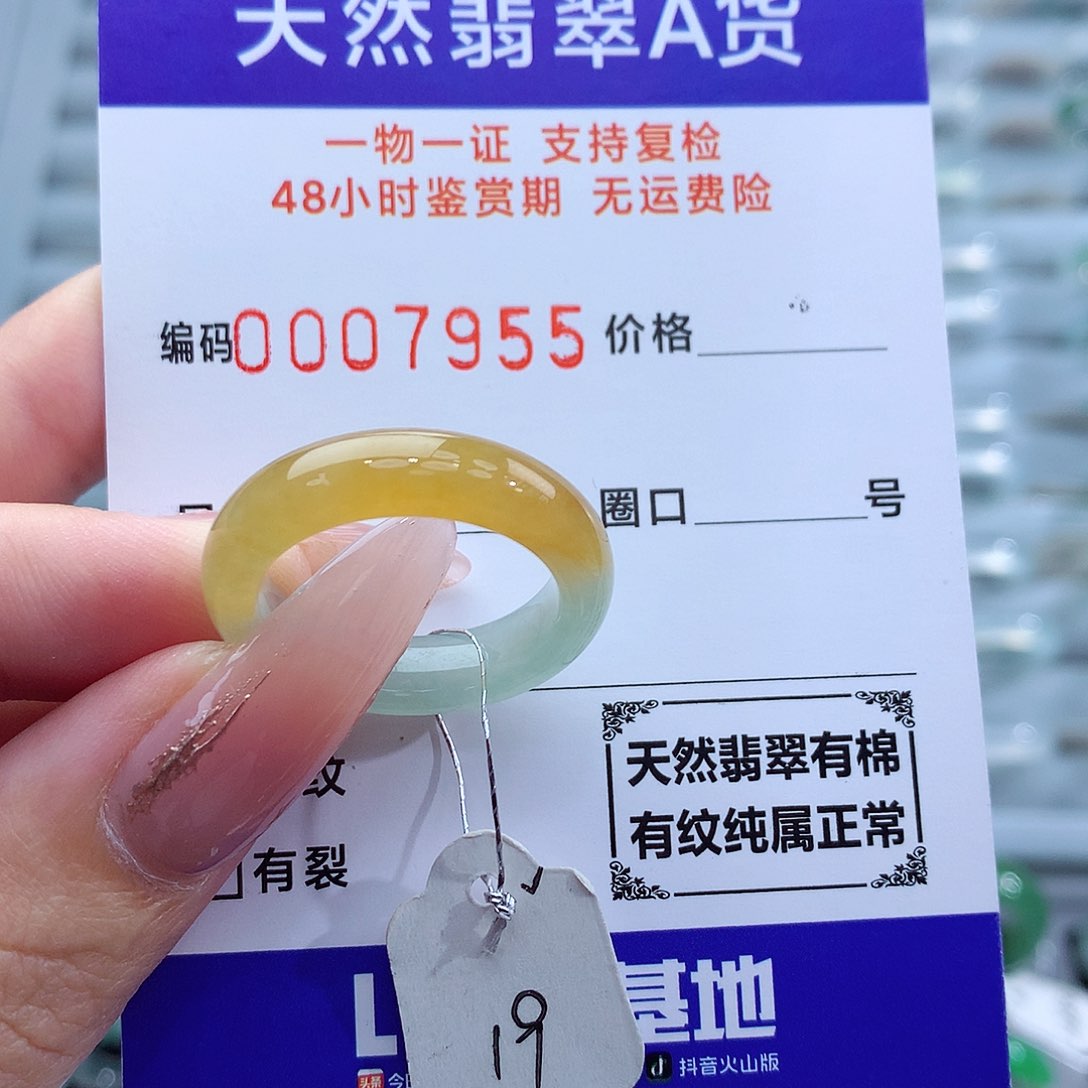 天然翡翠A货
一物一证 支持复检
48小时鉴赏期 无运费险
编码0007955 价格
圈口 号
纹
有裂
天然翡翠有棉
有纹纯属正常
L 基地
头条 今 抖音火山版
19